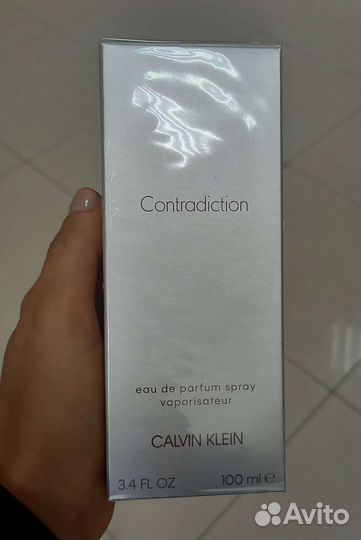 Contradiction
eau de parfum spray
vaporisateur
CALVIN KLEIN
3.4 FL OZ 100 ml ℮
Avito